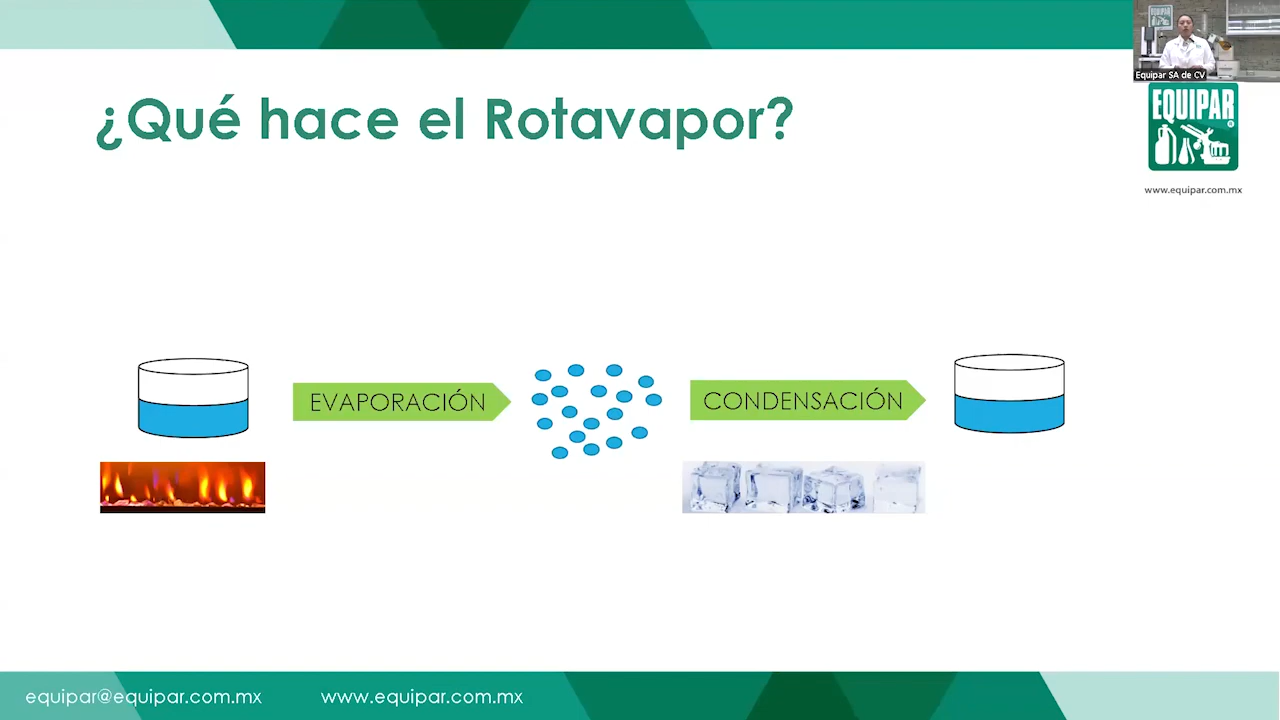 Equipar SA de CV
¿Qué hace el Rotavapor?
EQUIPAR
®
www.equipar.com.mx
EVAPORACIÓN
CONDENSACIÓN
equipar@equipar.com.mx
www.equipar.com.mx